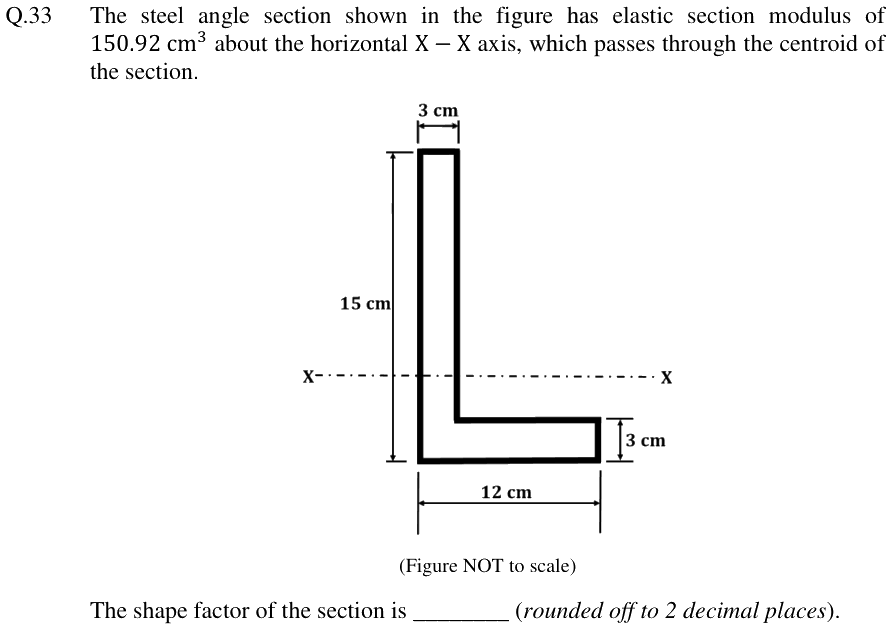 Q.33 The steel angle section shown in the figure has elastic section modulus of
150.92 cm³ about the horizontal X – X axis, which passes through the centroid of
the section.
3 cm
15 cm
X
X
3 cm
12 cm
(Figure NOT to scale)
The shape factor of the section is ________ (rounded off to 2 decimal places).